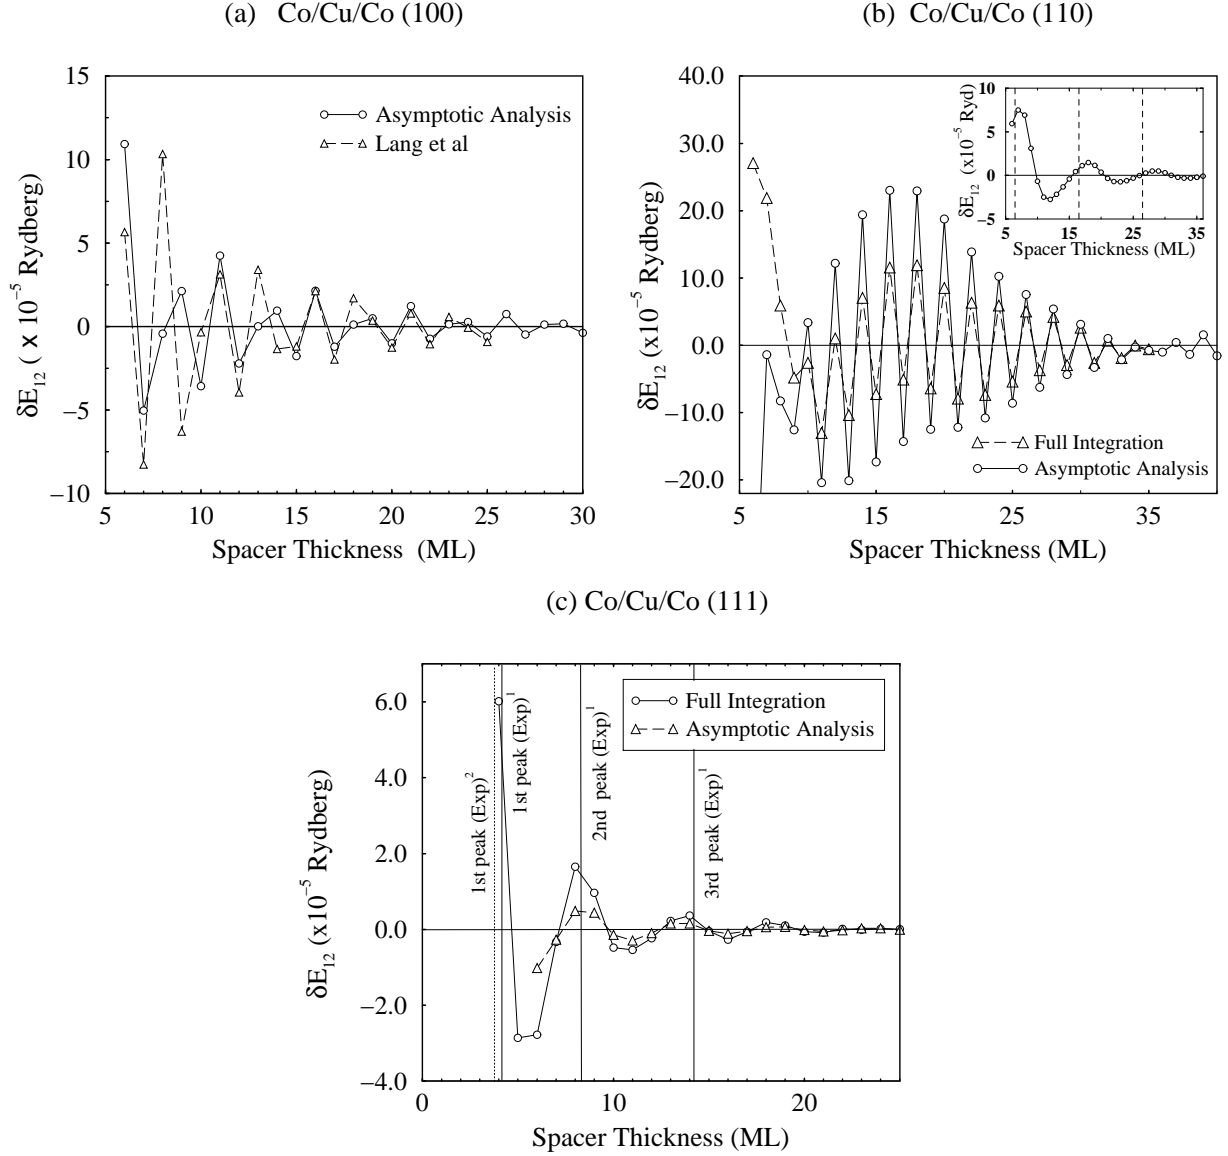 (a) Co/Cu/Co (100)
15
10
5
0
−5
−10
5
10
15
20
25
30
δE12 ( x 10−5 Rydberg)
Spacer Thickness (ML)
Asymptotic Analysis
Lang et al
(b) Co/Cu/Co (110)
40.0
30.0
20.0
10.0
0.0
−10.0
−20.0
5
15
25
35
δE12 (x10−5 Rydberg)
Spacer Thickness (ML)
10
5
0
−5
5
15
25
35
δE12 (x10−5 Ryd)
Spacer Thickness (ML)
Full Integration
Asymptotic Analysis
(c) Co/Cu/Co (111)
6.0
4.0
2.0
0.0
−2.0
−4.0
0
10
20
δE12 (x10−5 Rydberg)
Spacer Thickness (ML)
1st peak (Exp)2
1st peak (Exp)1
2nd peak (Exp)1
3rd peak (Exp)1
Full Integration
Asymptotic Analysis